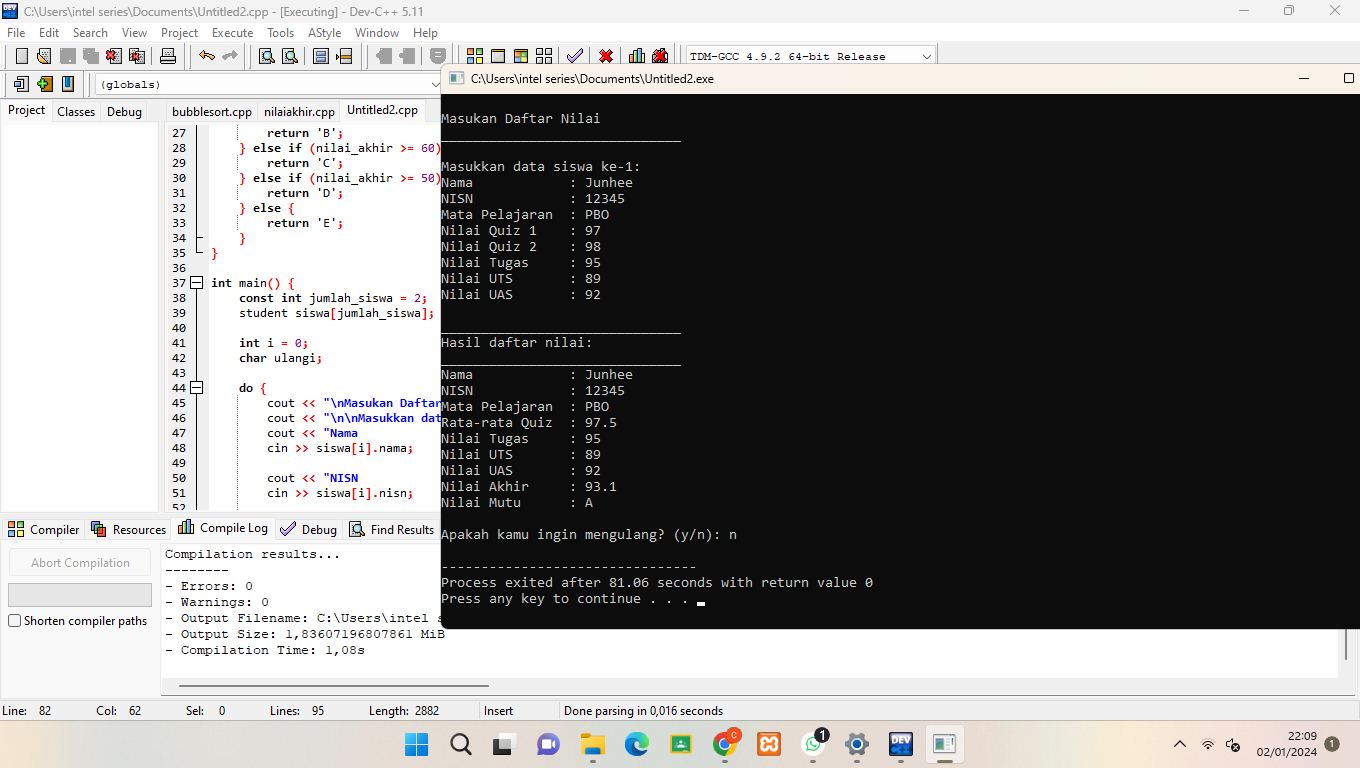 C:\Users\intel series\Documents\Untitled2.cpp - [Executing] - Dev-C++ 5.11
File Edit Search View Project Execute Tools AStyle Window Help
TDM-GCC 4.9.2 64-bit Release
(globals)
C:\Users\intel series\Documents\Untitled2.exe
Project Classes Debug
bubblesort.cpp nilaiakhir.cpp Untitled2.cpp
27 return 'B';
28 } else if (nilai_akhir >= 60)
29 return 'C';
30 } else if (nilai_akhir >= 50)
31 return 'D';
32 } else {
33 return 'E';
34 }
35 }
36
37 int main() {
38 const int jumlah_siswa = 2;
39 student siswa[jumlah_siswa];
40
41 int i = 0;
42 char ulangi;
43
44 do {
45 cout << "\nMasukan Daftar
46 cout << "\n\nMasukkan dat
47 cout << "Nama
48 cin >> siswa[i].nama;
49
50 cout << "NISN
51 cin >> siswa[i].nisn;
52
Masukan Daftar Nilai
______________________________
Masukkan data siswa ke-1:
Nama : Junhee
NISN : 12345
Mata Pelajaran : PBO
Nilai Quiz 1 : 97
Nilai Quiz 2 : 98
Nilai Tugas : 95
Nilai UTS : 89
Nilai UAS : 92
______________________________
Hasil daftar nilai:
______________________________
Nama : Junhee
NISN : 12345
Mata Pelajaran : PBO
Rata-rata Quiz : 97.5
Nilai Tugas : 95
Nilai UTS : 89
Nilai UAS : 92
Nilai Akhir : 93.1
Nilai Mutu : A
Apakah kamu ingin mengulang? (y/n): n
--------------------------------
Process exited after 81.06 seconds with return value 0
Press any key to continue . . .
Compiler Resources Compile Log Debug Find Results
Abort Compilation
Shorten compiler paths
Compilation results...
--------
- Errors: 0
- Warnings: 0
- Output Filename: C:\Users\intel s
- Output Size: 1,83607196807861 MiB
- Compilation Time: 1,08s
Line: 82 Col: 62 Sel: 0 Lines: 95 Length: 2882 Insert Done parsing in 0,016 seconds
C
1
DEV
22:09
02/01/2024
1